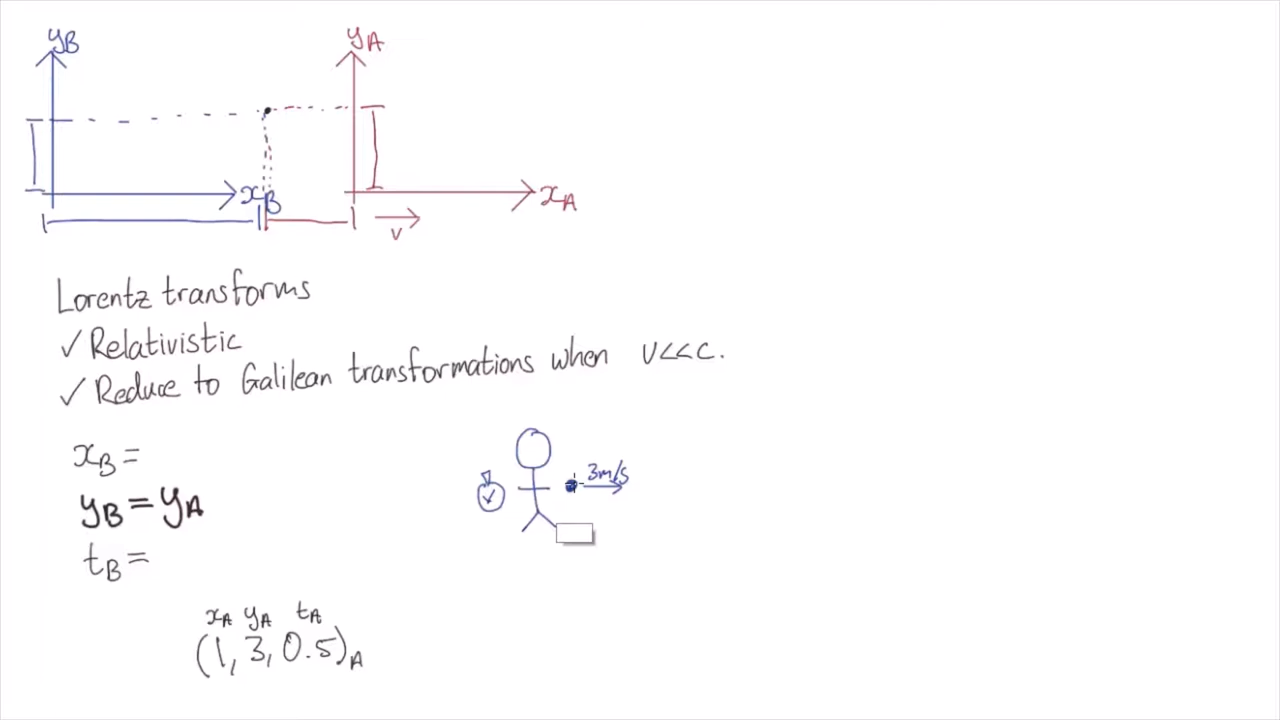 yB yA
xB xA
v
Lorentz transforms
✓ Relativistic
✓ Reduce to Galilean transformations when v<<c.
xB =
yB = yA
tB =
3m/s
xA yA tA
(1, 3, 0.5)A